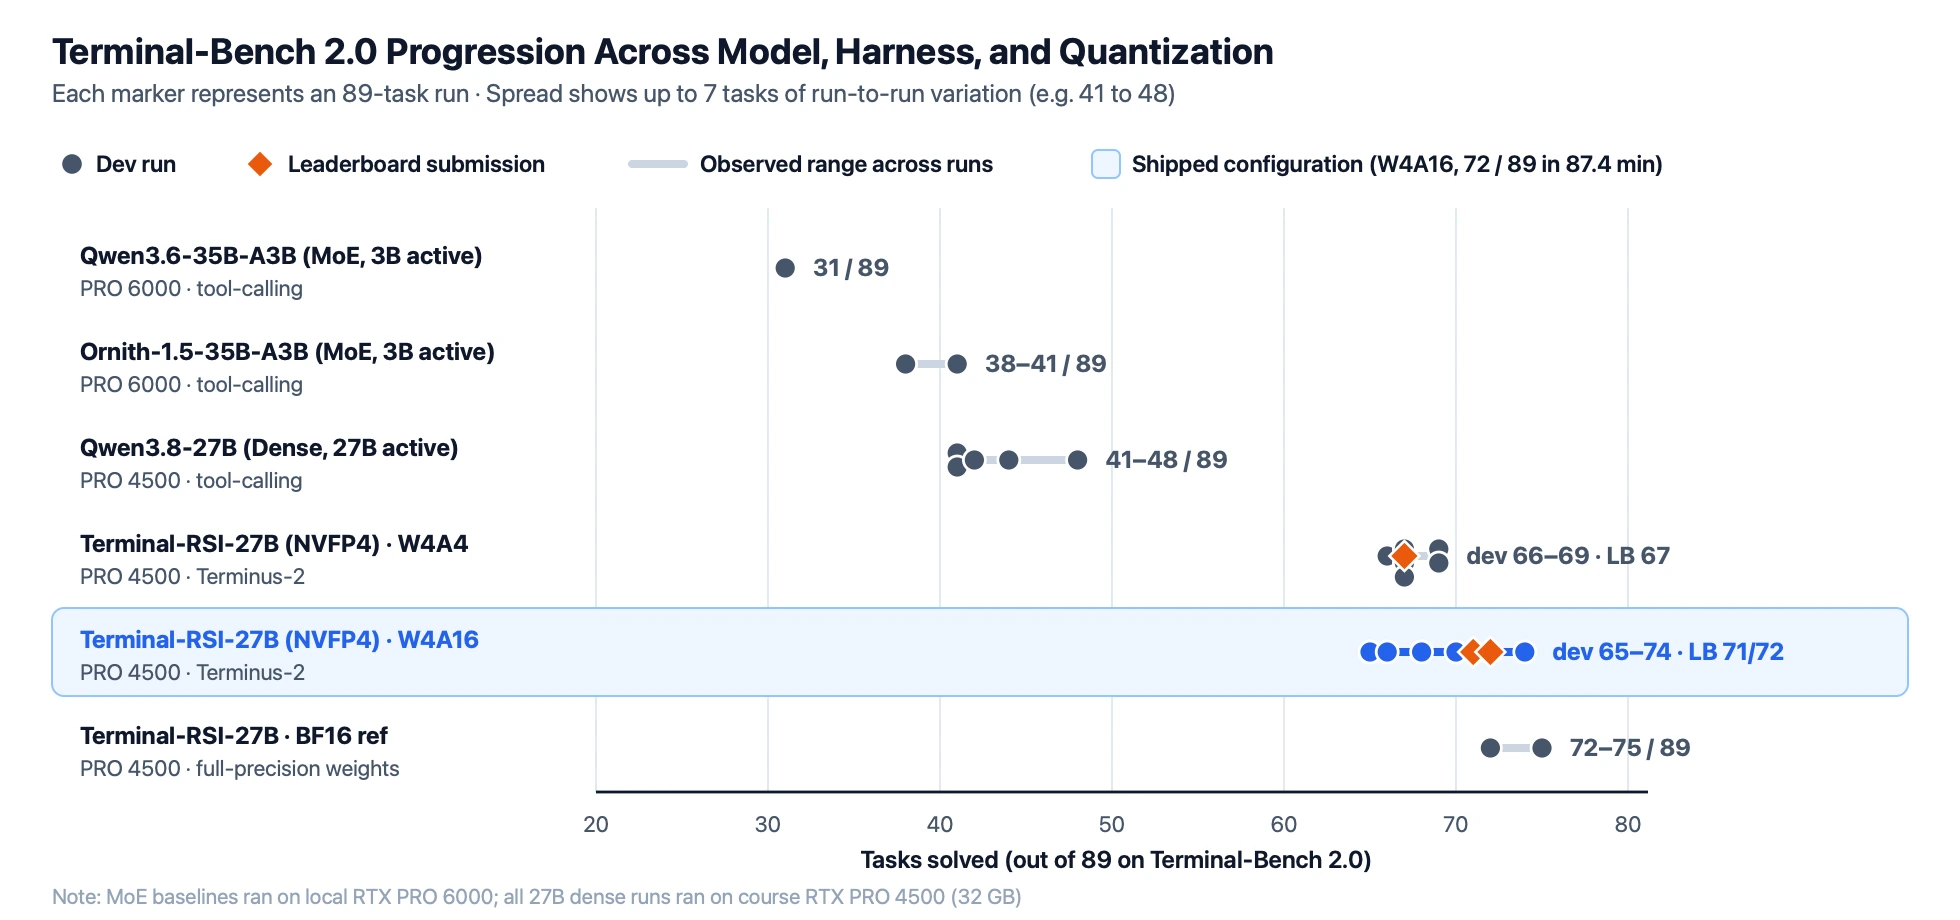 Terminal-Bench 2.0 Progression Across Model, Harness, and Quantization
Each marker represents an 89-task run · Spread shows up to 7 tasks of run-to-run variation (e.g. 41 to 48)
Dev run
Leaderboard submission
Observed range across runs
Shipped configuration (W4A16, 72 / 89 in 87.4 min)
Qwen3.6-35B-A3B (MoE, 3B active)
PRO 6000 · tool-calling
31 / 89
Ornith-1.5-35B-A3B (MoE, 3B active)
PRO 6000 · tool-calling
38–41 / 89
Qwen3.8-27B (Dense, 27B active)
PRO 4500 · tool-calling
41–48 / 89
Terminal-RSI-27B (NVFP4) · W4A4
PRO 4500 · Terminus-2
dev 66–69 · LB 67
Terminal-RSI-27B (NVFP4) · W4A16
PRO 4500 · Terminus-2
dev 65–74 · LB 71/72
Terminal-RSI-27B · BF16 ref
PRO 4500 · full-precision weights
72–75 / 89
20 30 40 50 60 70 80
Tasks solved (out of 89 on Terminal-Bench 2.0)
Note: MoE baselines ran on local RTX PRO 6000; all 27B dense runs ran on course RTX PRO 4500 (32 GB)